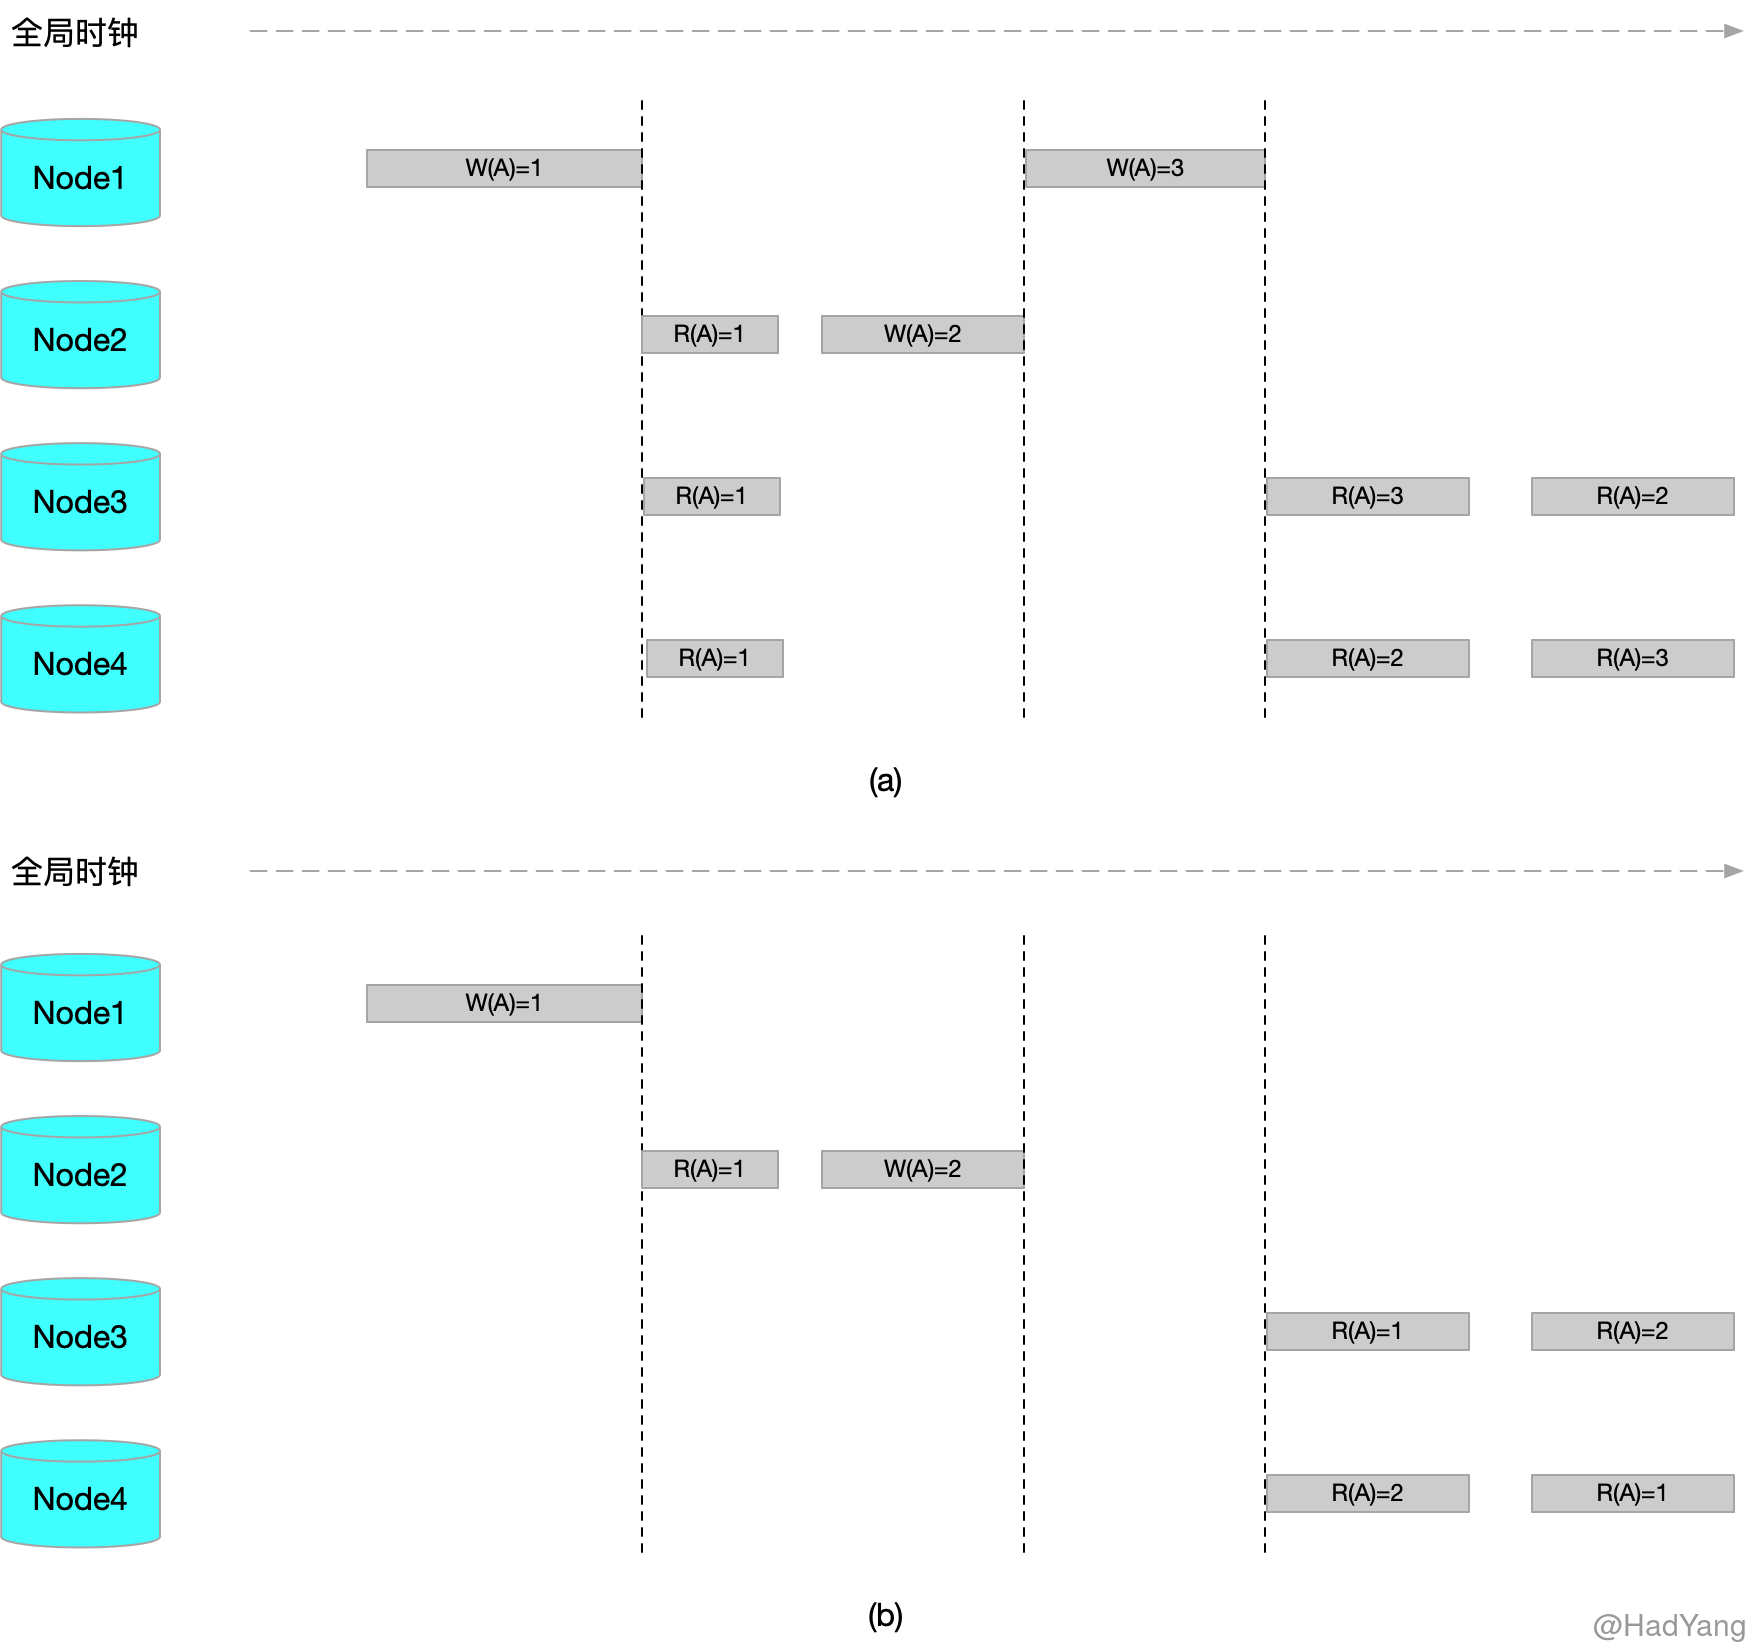 全局时钟
Node1
W(A)=1
W(A)=3
Node2
R(A)=1
W(A)=2
Node3
R(A)=1
R(A)=3
R(A)=2
Node4
R(A)=1
R(A)=2
R(A)=3
(a)
全局时钟
Node1
W(A)=1
Node2
R(A)=1
W(A)=2
Node3
R(A)=1
R(A)=2
Node4
R(A)=2
R(A)=1
(b)
@HadYang